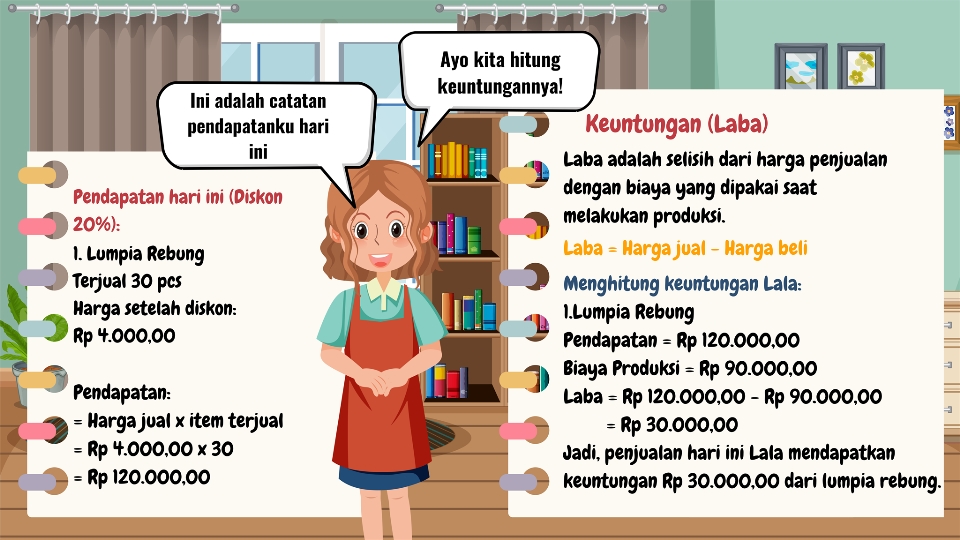 Ini adalah catatan
pendapatanku hari
ini
Ayo kita hitung
keuntungannya!
Pendapatan hari ini (Diskon
20%):
1. Lumpia Rebung
Terjual 30 pcs
Harga setelah diskon:
Rp 4.000,00
Pendapatan:
= Harga jual x item terjual
= Rp 4.000,00 x 30
= Rp 120.000,00
Keuntungan (Laba)
Laba adalah selisih dari harga penjualan
dengan biaya yang dipakai saat
melakukan produksi.
Laba = Harga jual - Harga beli
Menghitung keuntungan Lala:
1.Lumpia Rebung
Pendapatan = Rp 120.000,00
Biaya Produksi = Rp 90.000,00
Laba = Rp 120.000,00 - Rp 90.000,00
= Rp 30.000,00
Jadi, penjualan hari ini Lala mendapatkan
keuntungan Rp 30.000,00 dari lumpia rebung.